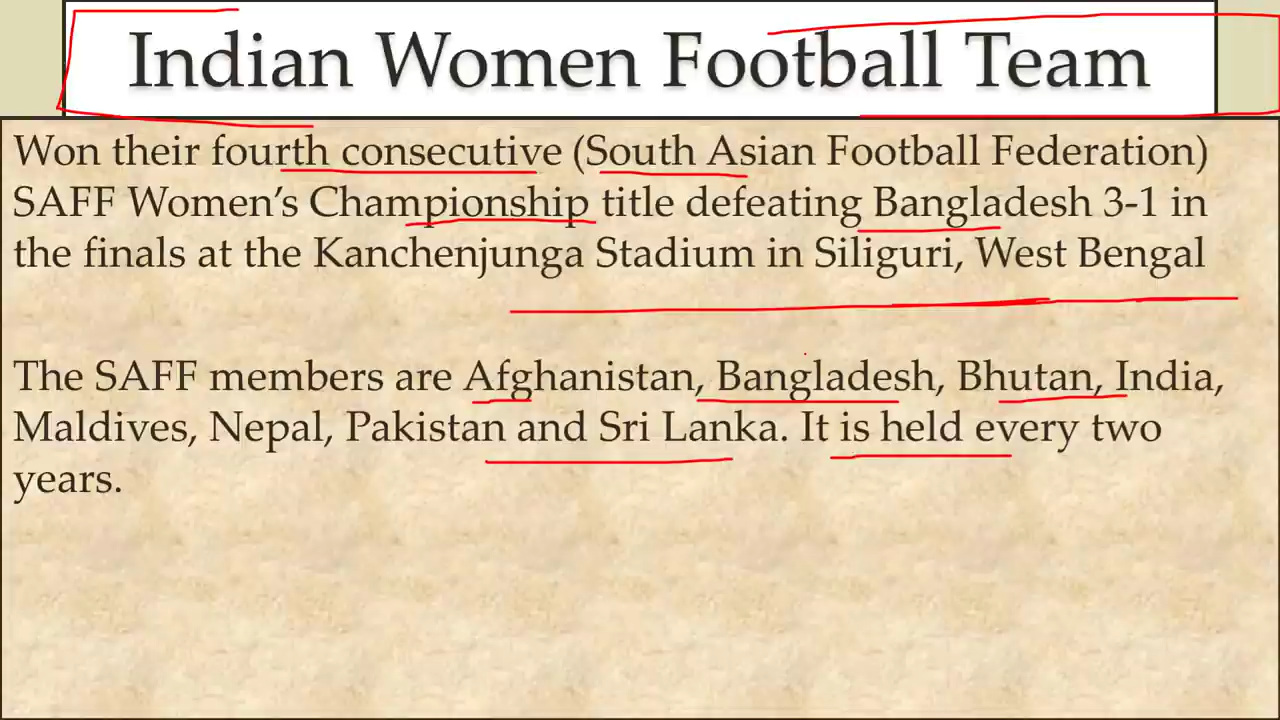 Indian Women Football Team
Won their fourth consecutive (South Asian Football Federation)
SAFF Women’s Championship title defeating Bangladesh 3-1 in
the finals at the Kanchenjunga Stadium in Siliguri, West Bengal
The SAFF members are Afghanistan, Bangladesh, Bhutan, India,
Maldives, Nepal, Pakistan and Sri Lanka. It is held every two
years.